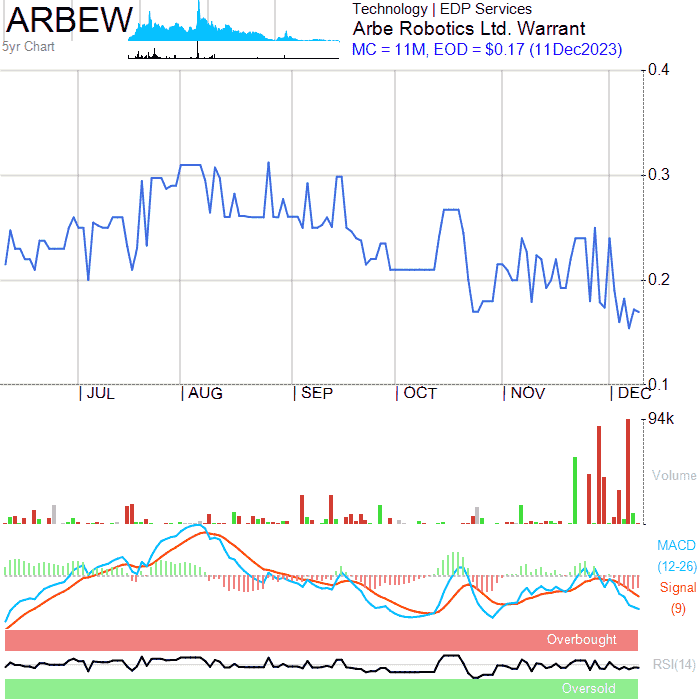 ARBEW
5yr Chart
Technology | EDP Services
Arbe Robotics Ltd. Warrant
MC = 11M, EOD = $0.17 (11Dec2023)
0.4
0.3
0.2
0.1
| JUL | AUG | SEP | OCT | NOV | DEC
94k
Volume
MACD
(12-26)
Signal
(9)
Overbought
RSI(14)
Oversold